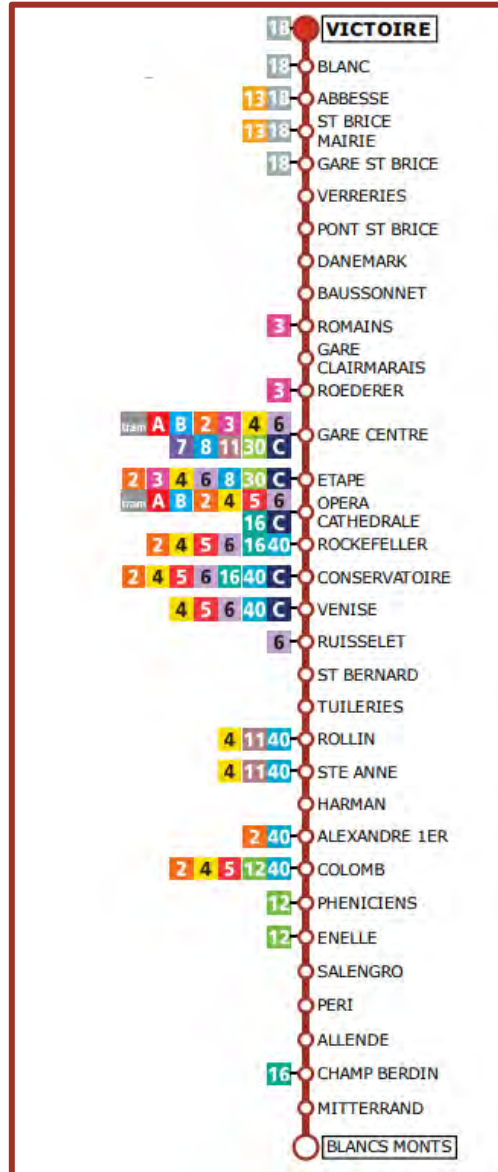 18 VICTOIRE
18 BLANC
13 18 ABBESSE
13 18 ST BRICE
MAIRIE
18 GARE ST BRICE
VERRERIES
PONT ST BRICE
DANEMARK
BAUSSONNET
3 ROMAINS
GARE
CLAIRMARAIS
3 ROEDERER
tram A B 2 3 4 6
7 8 11 30 C GARE CENTRE
2 3 4 6 8 30 C ETAPE
tram A B 2 4 5 6 OPERA
16 C CATHEDRALE
2 4 5 6 16 40 ROCKEFELLER
2 4 5 6 16 40 C CONSERVATOIRE
4 5 6 40 C VENISE
6 RUISSELET
ST BERNARD
TUILERIES
4 11 40 ROLLIN
4 11 40 STE ANNE
HARMAN
2 40 ALEXANDRE 1ER
2 4 5 12 40 COLOMB
12 PHENICIENS
12 ENELLE
SALENGRO
PERI
ALLENDE
16 CHAMP BERDIN
MITTERRAND
BLANCS MONTS